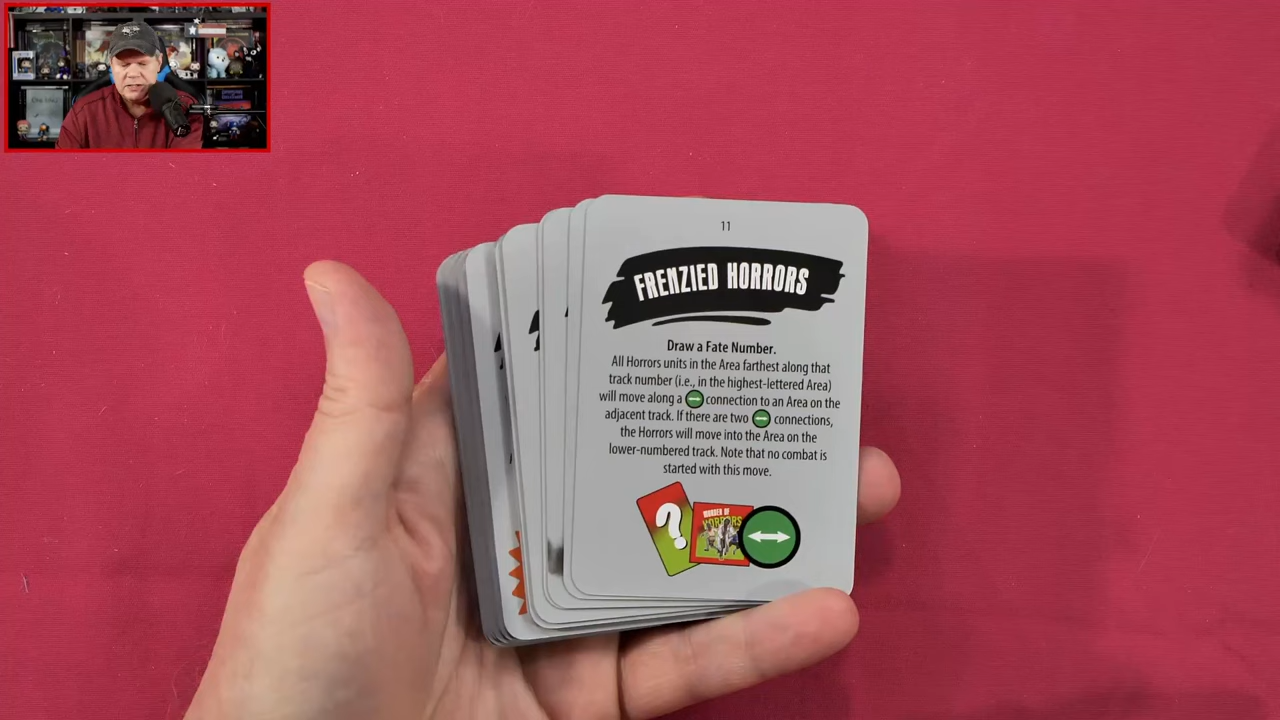 11
FRENZIED HORRORS
Draw a Fate Number.
All Horrors units in the Area farthest along that
track number (i.e., in the highest-lettered Area)
will move along a connection to an Area on the
adjacent track. If there are two connections,
the Horrors will move into the Area on the
lower-numbered track. Note that no combat is
started with this move.
?
MURDER OF
HORRORS